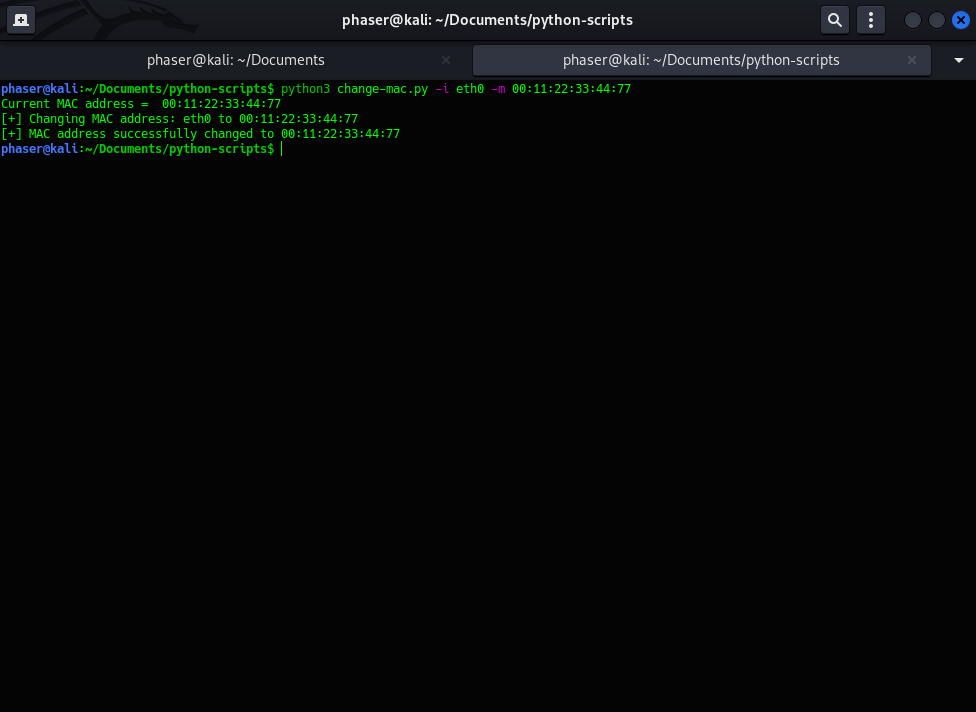 phaser@kali: ~/Documents/python-scripts
phaser@kali: ~/Documents
phaser@kali: ~/Documents/python-scripts
phaser@kali:~/Documents/python-scripts$ python3 change-mac.py -i eth0 -m 00:11:22:33:44:77
Current MAC address =  00:11:22:33:44:77
[+] Changing MAC address: eth0 to 00:11:22:33:44:77
[+] MAC address successfully changed to 00:11:22:33:44:77
phaser@kali:~/Documents/python-scripts$